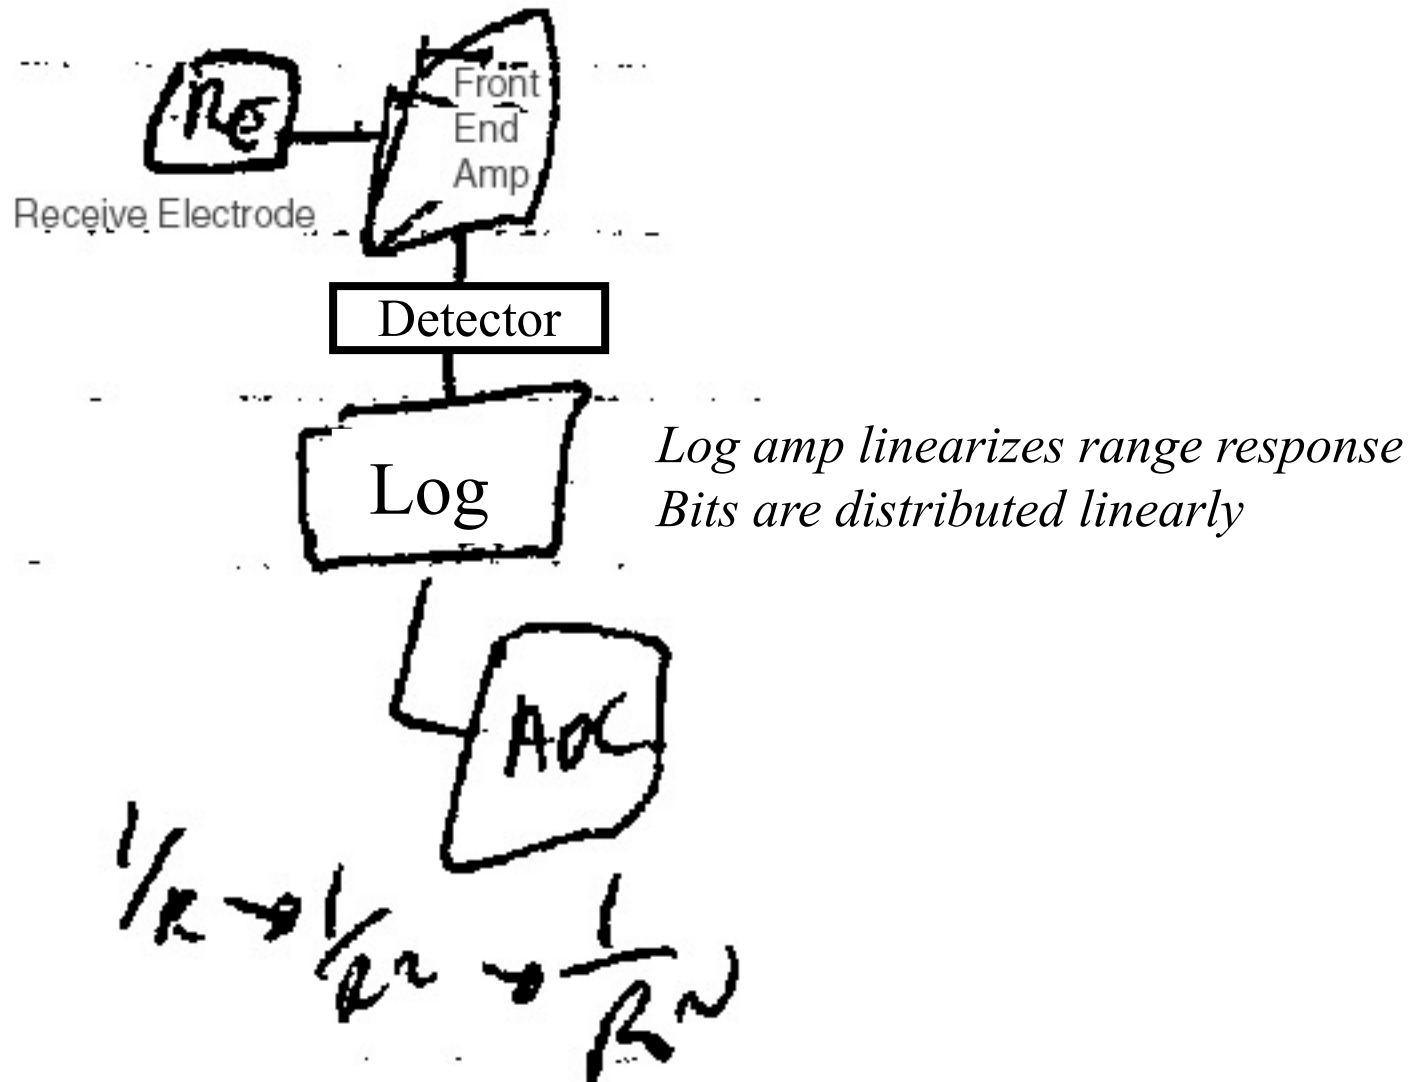 Re
Front
End
Amp
Receive Electrode
Detector
Log
Log amp linearizes range response
Bits are distributed linearly
ADC
1/R → 1/R² → 1/Rᴺ